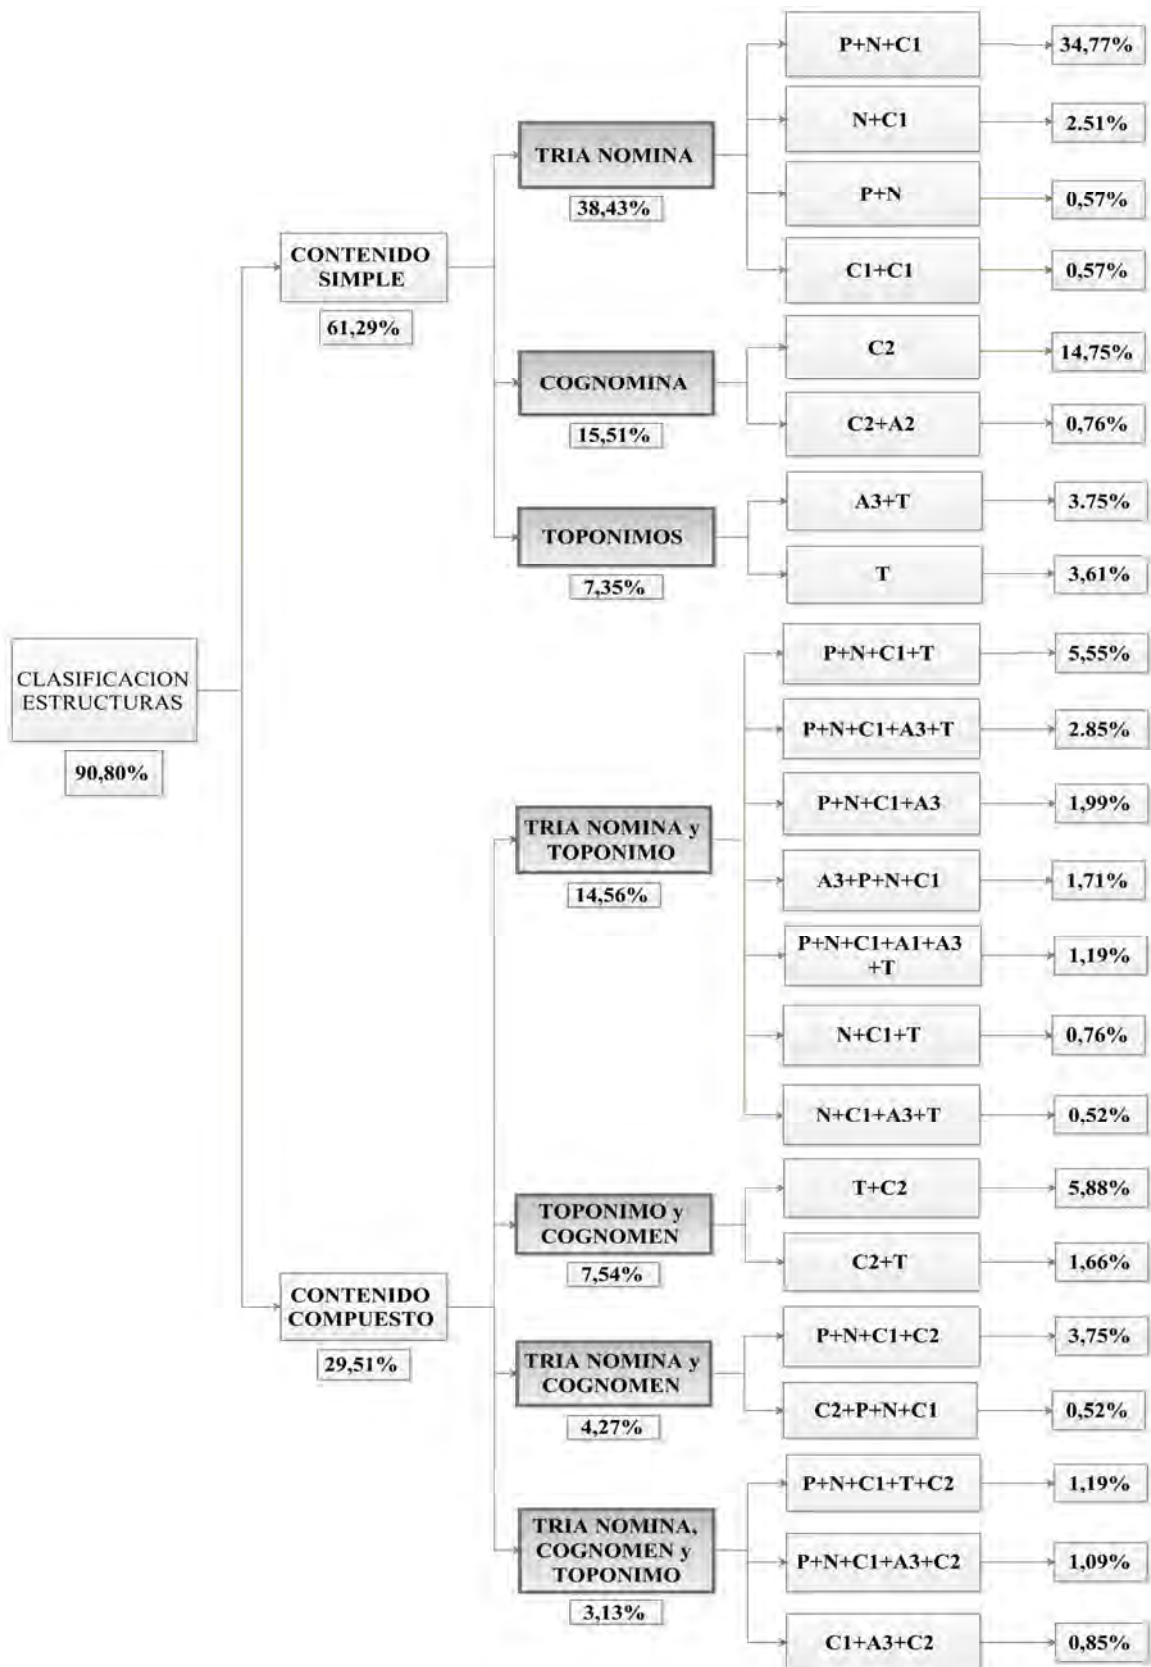 CLASIFICACION
ESTRUCTURAS
90,80%
CONTENIDO
SIMPLE
61,29%
TRIA NOMINA
38,43%
P+N+C1
34,77%
N+C1
2.51%
P+N
0,57%
C1+C1
0,57%
COGNOMINA
15,51%
C2
14,75%
C2+A2
0,76%
TOPONIMOS
7,35%
A3+T
3.75%
T
3,61%
CONTENIDO
COMPUESTO
29,51%
TRIA NOMINA y
TOPONIMO
14,56%
P+N+C1+T
5,55%
P+N+C1+A3+T
2.85%
P+N+C1+A3
1,99%
A3+P+N+C1
1,71%
P+N+C1+A1+A3
+T
1,19%
N+C1+T
0,76%
N+C1+A3+T
0,52%
TOPONIMO y
COGNOMEN
7,54%
T+C2
5,88%
C2+T
1,66%
TRIA NOMINA y
COGNOMEN
4,27%
P+N+C1+C2
3,75%
C2+P+N+C1
0,52%
TRIA NOMINA,
COGNOMEN y
TOPONIMO
3,13%
P+N+C1+T+C2
1,19%
P+N+C1+A3+C2
1,09%
C1+A3+C2
0,85%